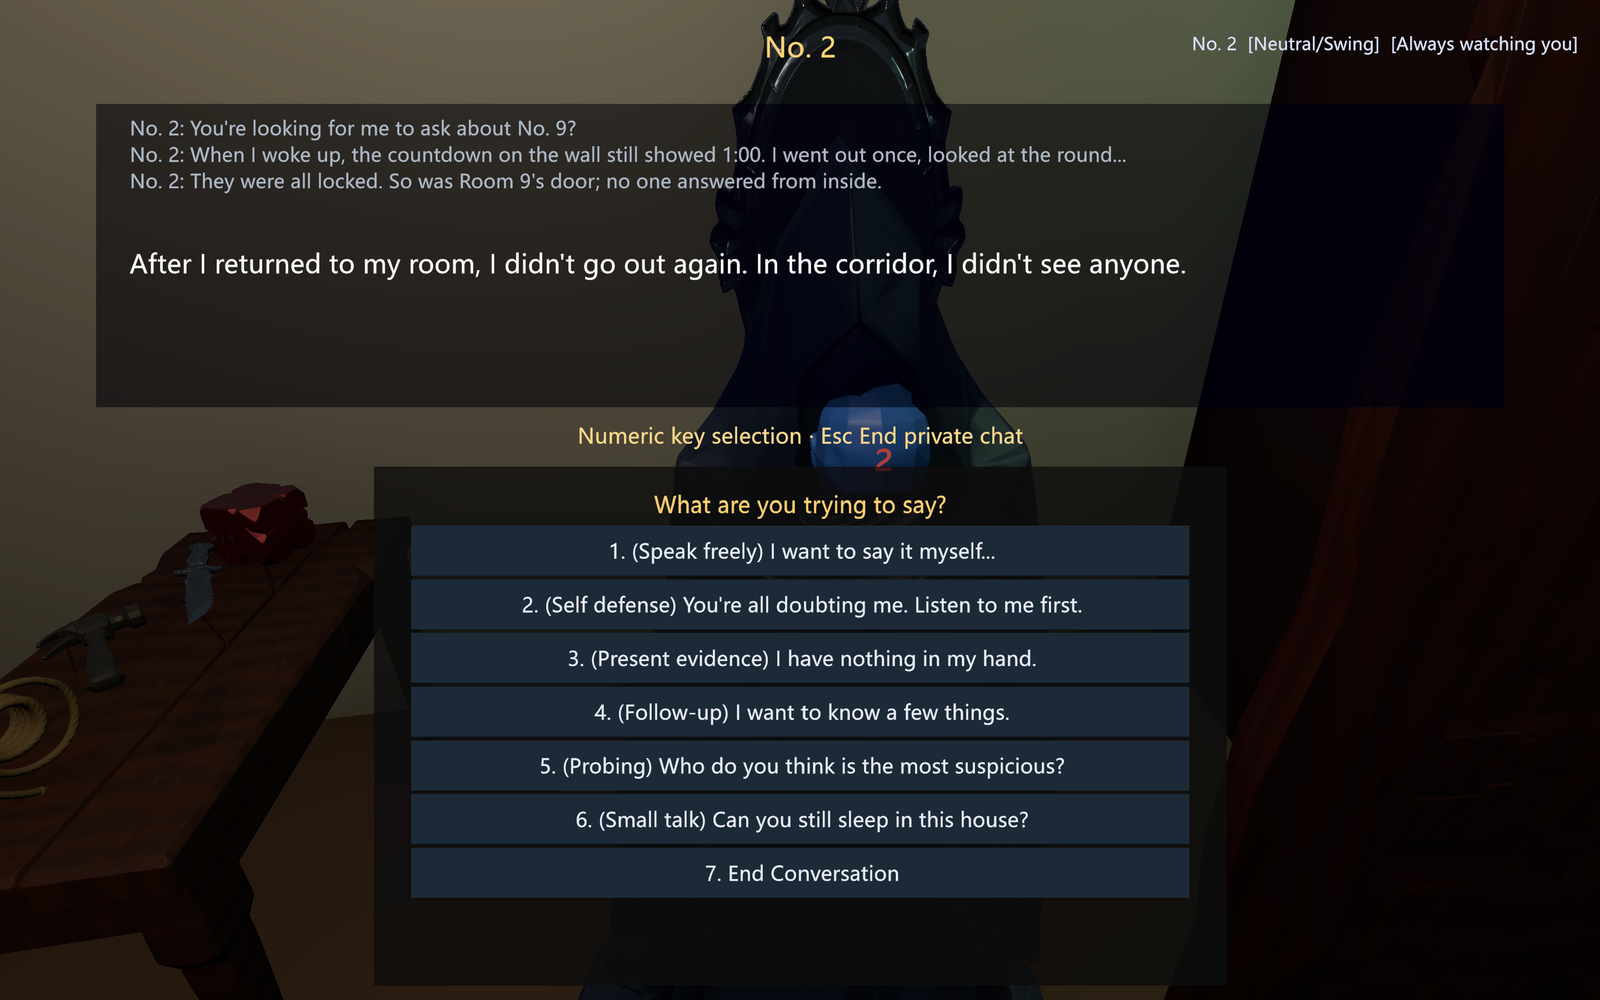 No. 2
No. 2 [Neutral/Swing] [Always watching you]
No. 2: You're looking for me to ask about No. 9?
No. 2: When I woke up, the countdown on the wall still showed 1:00. I went out once, looked at the round...
No. 2: They were all locked. So was Room 9's door; no one answered from inside.
After I returned to my room, I didn't go out again. In the corridor, I didn't see anyone.
Numeric key selection · Esc End private chat
2
What are you trying to say?
1. (Speak freely) I want to say it myself...
2. (Self defense) You're all doubting me. Listen to me first.
3. (Present evidence) I have nothing in my hand.
4. (Follow-up) I want to know a few things.
5. (Probing) Who do you think is the most suspicious?
6. (Small talk) Can you still sleep in this house?
7. End Conversation